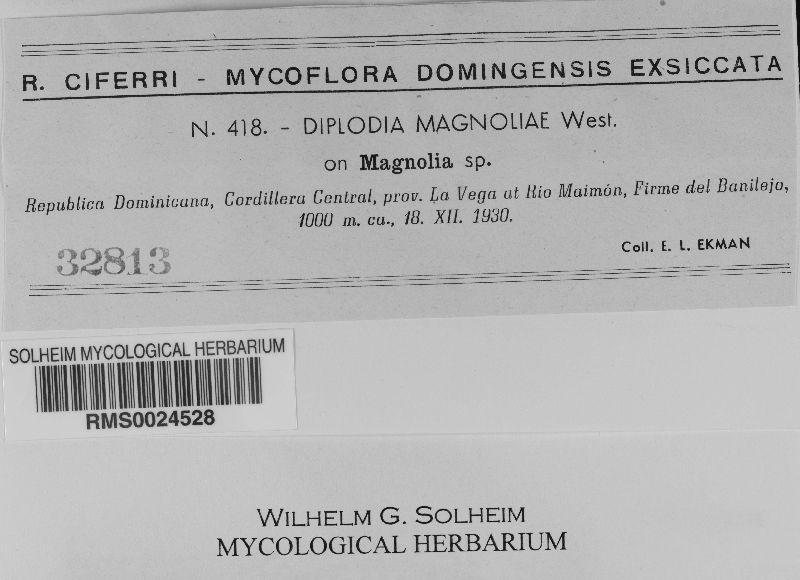 R. CIFERRI - MYCOFLORA DOMINGENSIS EXSICCATA
N. 418. - DIPLODIA MAGNOLIAE West.
on Magnolia sp.
Republica Dominicana, Cordillera Central, prov. La Vega at Rio Maimón, Firme del Banilejo,
1000 m. ca., 18. XII. 1930.
32813
Coll. E. L. EKMAN
SOLHEIM MYCOLOGICAL HERBARIUM
RMS0024528
WILHELM G. SOLHEIM
MYCOLOGICAL HERBARIUM